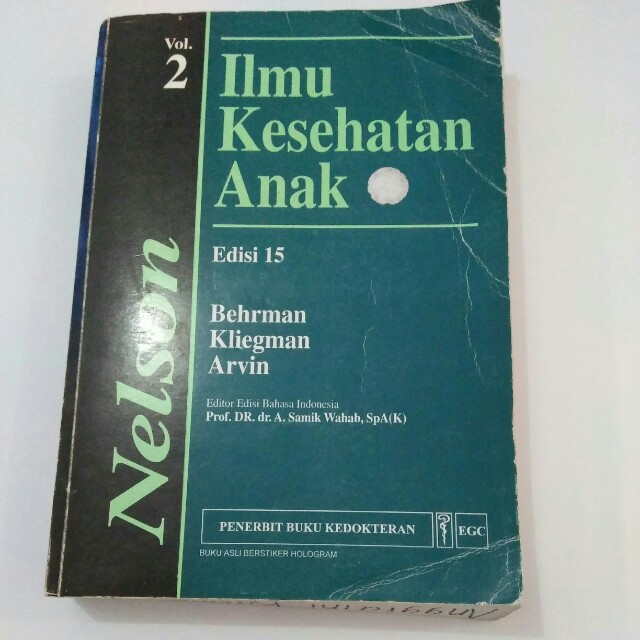 Vol.
2
Ilmu
Kesehatan
Anak
Edisi 15
Behrman
Kliegman
Arvin
Editor Edisi Bahasa Indonesia
Prof. DR. dr. A. Samik Wahab, SpA(K)
Nelson
PENERBIT BUKU KEDOKTERAN
EGC
BUKU ASLI BERSTIKER HOLOGRAM